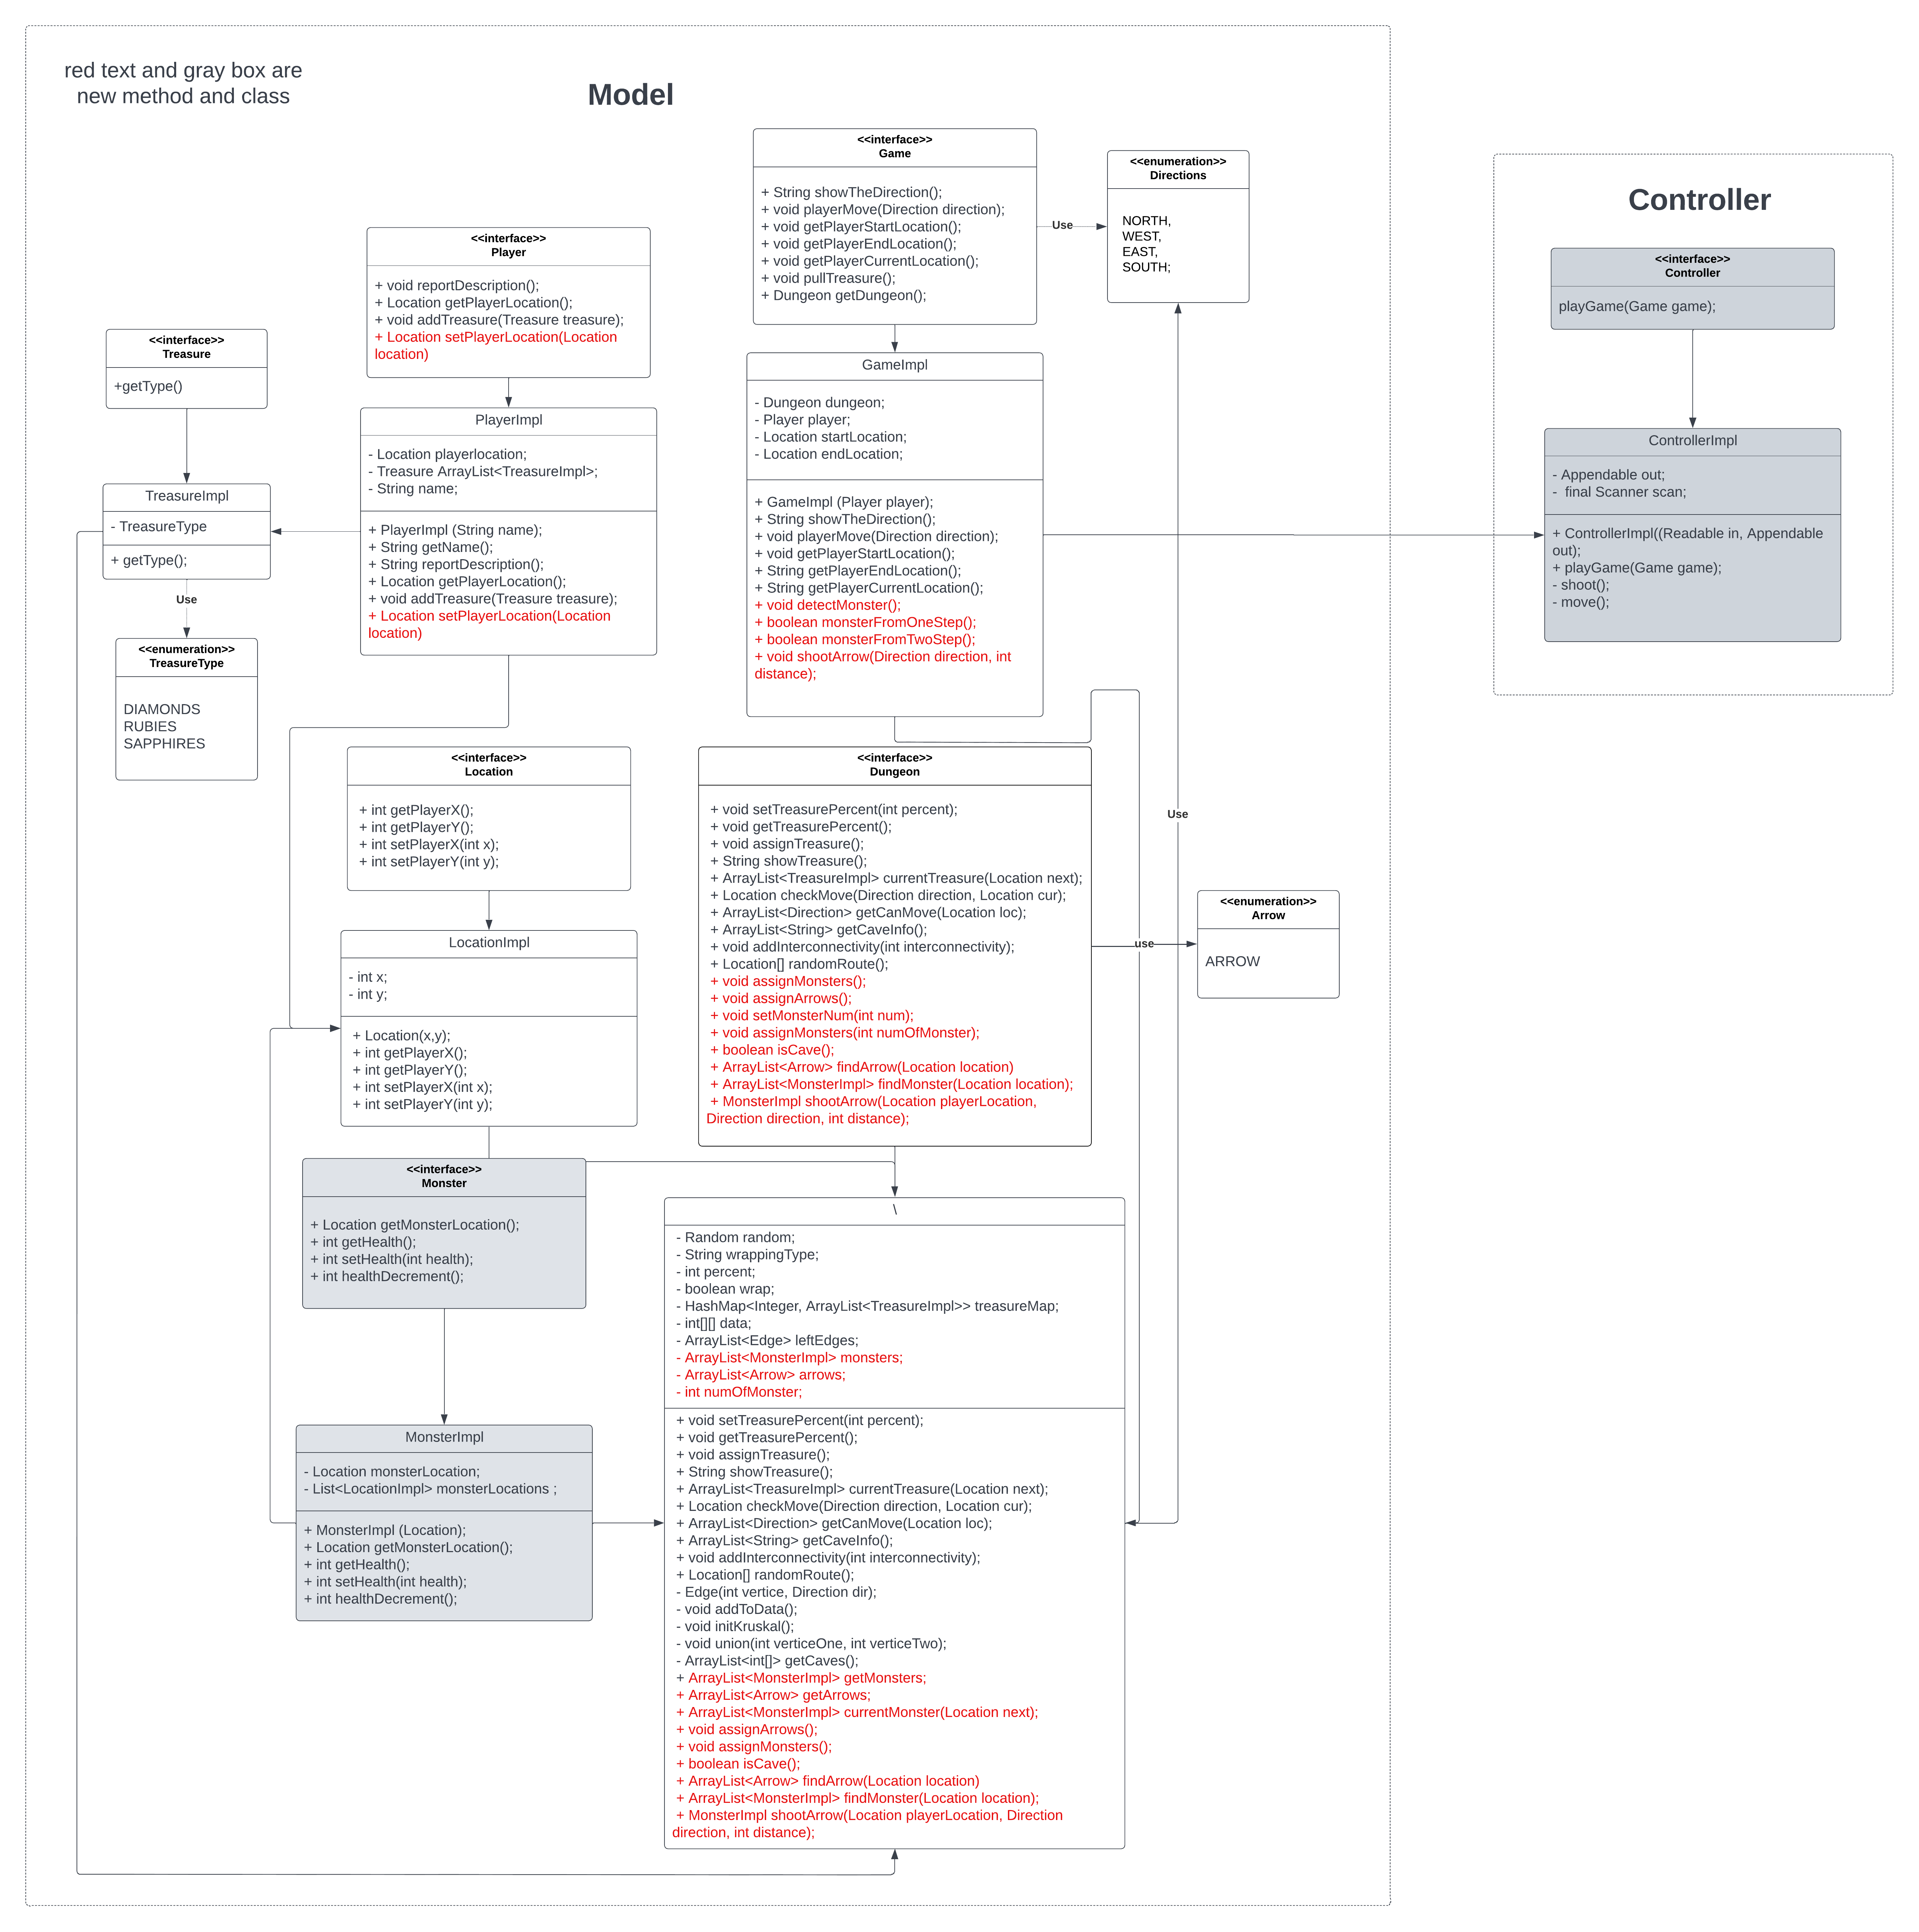 red text and gray box are
new method and class
Model
<<interface>>
Game
+ String showTheDirection();
+ void playerMove(Direction direction);
+ void getPlayerStartLocation();
+ void getPlayerEndLocation();
+ void getPlayerCurrentLocation();
+ void pullTreasure();
+ Dungeon getDungeon();
Use
<<enumeration>>
Directions
NORTH,
WEST,
EAST,
SOUTH;
Controller
<<interface>>
Controller
playGame(Game game);
<<interface>>
Player
+ void reportDescription();
+ Location getPlayerLocation();
+ void addTreasure(Treasure treasure);
+ Location setPlayerLocation(Location
location)
<<interface>>
Treasure
+getType()
GameImpl
- Dungeon dungeon;
- Player player;
- Location startLocation;
- Location endLocation;
+ GameImpl (Player player);
+ String showTheDirection();
+ void playerMove(Direction direction);
+ void getPlayerStartLocation();
+ String getPlayerEndLocation();
+ String getPlayerCurrentLocation();
+ void detectMonster();
+ boolean monsterFromOneStep();
+ boolean monsterFromTwoStep();
+ void shootArrow(Direction direction, int
distance);
PlayerImpl
- Location playerlocation;
- Treasure ArrayList<TreasureImpl>;
- String name;
+ PlayerImpl (String name);
+ String getName();
+ String reportDescription();
+ Location getPlayerLocation();
+ void addTreasure(Treasure treasure);
+ Location setPlayerLocation(Location
location)
ControllerImpl
- Appendable out;
-  final Scanner scan;
+ ControllerImpl((Readable in, Appendable
out);
+ playGame(Game game);
- shoot();
- move();
TreasureImpl
- TreasureType
+ getType();
Use
<<enumeration>>
TreasureType
DIAMONDS
RUBIES
SAPPHIRES
<<interface>>
Location
+ int getPlayerX();
+ int getPlayerY();
+ int setPlayerX(int x);
+ int setPlayerY(int y);
<<interface>>
Dungeon
+ void setTreasurePercent(int percent);
+ void getTreasurePercent();
+ void assignTreasure();
+ String showTreasure();
+ ArrayList<TreasureImpl> currentTreasure(Location next);
+ Location checkMove(Direction direction, Location cur);
+ ArrayList<Direction> getCanMove(Location loc);
+ ArrayList<String> getCaveInfo();
+ void addInterconnectivity(int interconnectivity);
+ Location[] randomRoute();
+ void assignMonsters();
+ void assignArrows();
+ void setMonsterNum(int num);
+ void assignMonsters(int numOfMonster);
+ boolean isCave();
+ ArrayList<Arrow> findArrow(Location location)
+ ArrayList<MonsterImpl> findMonster(Location location);
+ MonsterImpl shootArrow(Location playerLocation,
Direction direction, int distance);
Use
use
<<enumeration>>
Arrow
ARROW
LocationImpl
- int x;
- int y;
+ Location(x,y);
+ int getPlayerX();
+ int getPlayerY();
+ int setPlayerX(int x);
+ int setPlayerY(int y);
<<interface>>
Monster
+ Location getMonsterLocation();
+ int getHealth();
+ int setHealth(int health);
+ int healthDecrement();
\
- Random random;
- String wrappingType;
- int percent;
- boolean wrap;
- HashMap<Integer, ArrayList<TreasureImpl>> treasureMap;
- int[][] data;
- ArrayList<Edge> leftEdges;
- ArrayList<MonsterImpl> monsters;
- ArrayList<Arrow> arrows;
- int numOfMonster;
+ void setTreasurePercent(int percent);
+ void getTreasurePercent();
+ void assignTreasure();
+ String showTreasure();
+ ArrayList<TreasureImpl> currentTreasure(Location next);
+ Location checkMove(Direction direction, Location cur);
+ ArrayList<Direction> getCanMove(Location loc);
+ ArrayList<String> getCaveInfo();
+ void addInterconnectivity(int interconnectivity);
+ Location[] randomRoute();
- Edge(int vertice, Direction dir);
- void addToData();
- void initKruskal();
- void union(int verticeOne, int verticeTwo);
- ArrayList<int[]> getCaves();
+ ArrayList<MonsterImpl> getMonsters;
+ ArrayList<Arrow> getArrows;
+ ArrayList<MonsterImpl> currentMonster(Location next);
+ void assignArrows();
+ void assignMonsters();
+ boolean isCave();
+ ArrayList<Arrow> findArrow(Location location)
+ ArrayList<MonsterImpl> findMonster(Location location);
+ MonsterImpl shootArrow(Location playerLocation, Direction
direction, int distance);
MonsterImpl
- Location monsterLocation;
- List<LocationImpl> monsterLocations ;
+ MonsterImpl (Location);
+ Location getMonsterLocation();
+ int getHealth();
+ int setHealth(int health);
+ int healthDecrement();